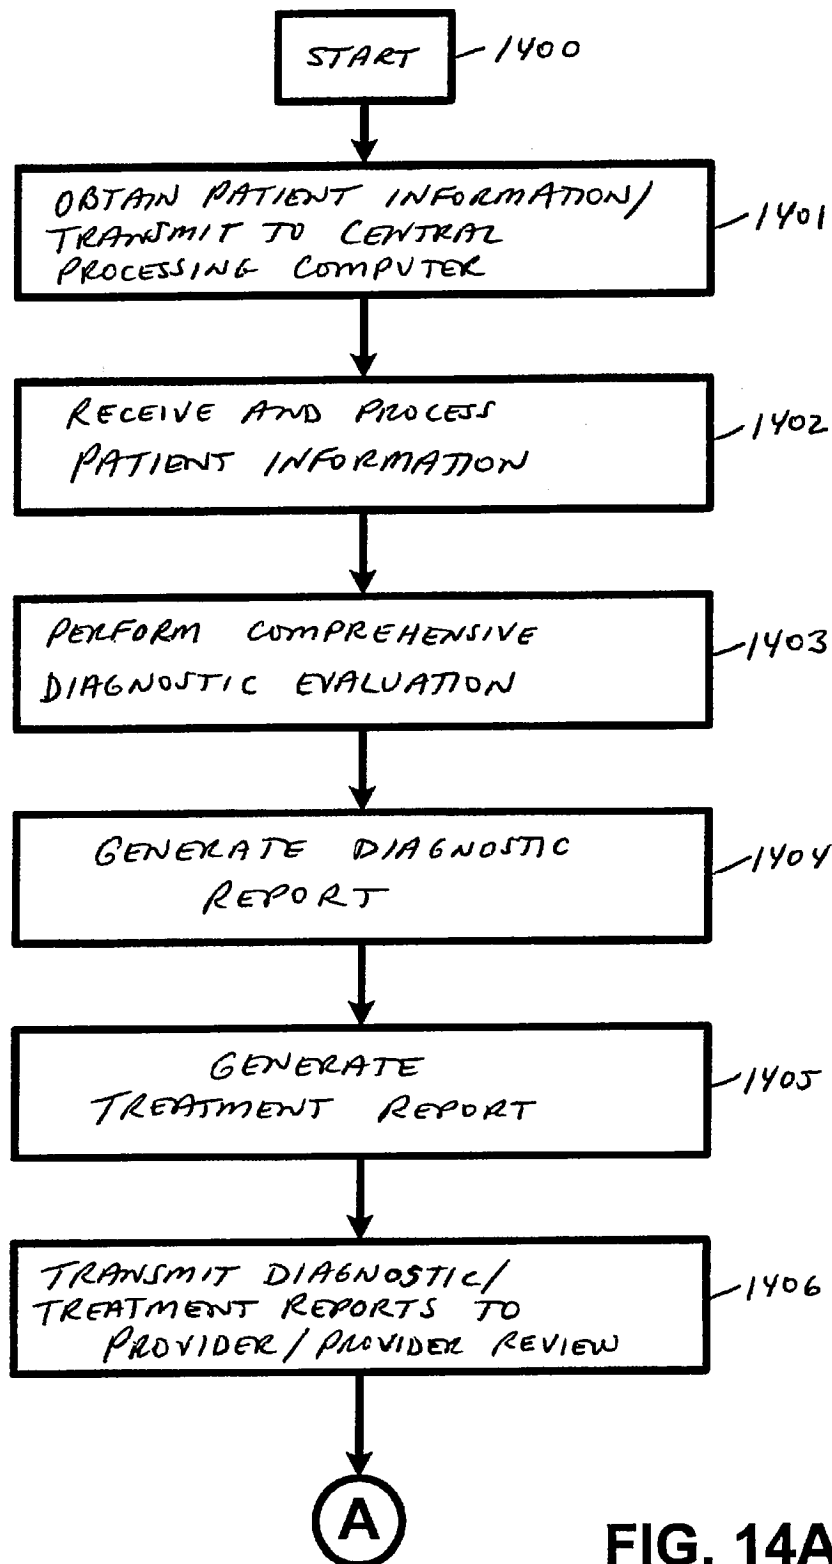 START
1400
OBTAIN PATIENT INFORMATION/
TRANSMIT TO CENTRAL
PROCESSING COMPUTER
1401
RECEIVE AND PROCESS
PATIENT INFORMATION
1402
PERFORM COMPREHENSIVE
DIAGNOSTIC EVALUATION
1403
GENERATE DIAGNOSTIC
REPORT
1404
GENERATE
TREATMENT REPORT
1405
TRANSMIT DIAGNOSTIC/
TREATMENT REPORTS TO
PROVIDER/PROVIDER REVIEW
1406
A
FIG. 14A